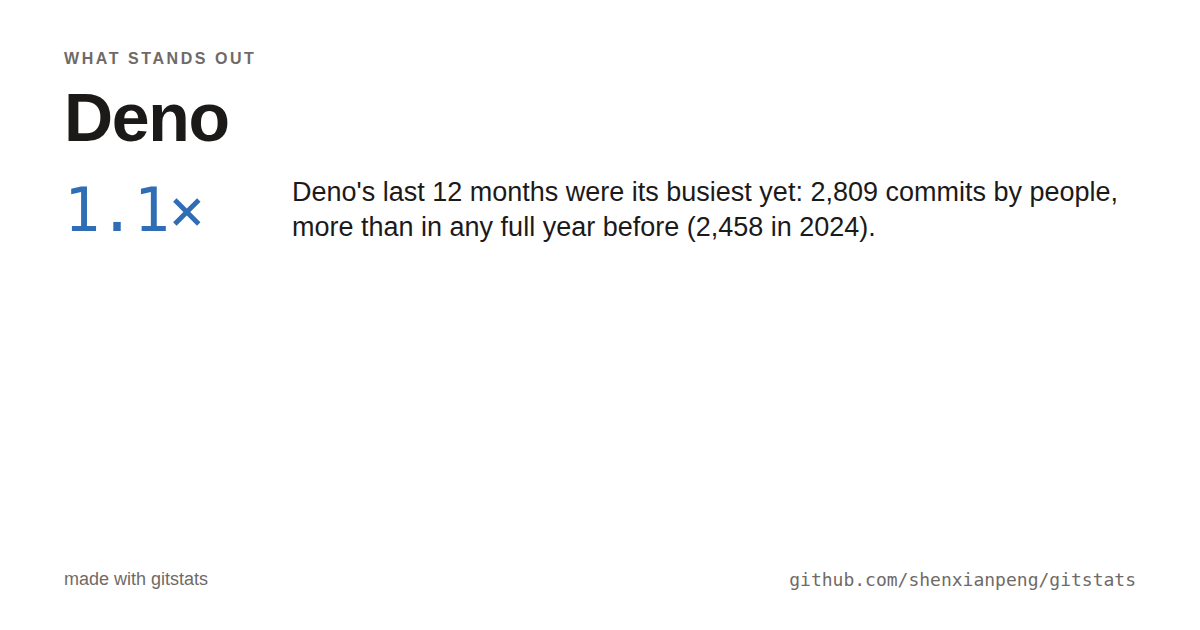 WHAT STANDS OUT
Deno
1.1×
Deno's last 12 months were its busiest yet: 2,809 commits by people,
more than in any full year before (2,458 in 2024).
made with gitstats
github.com/shenxianpeng/gitstats